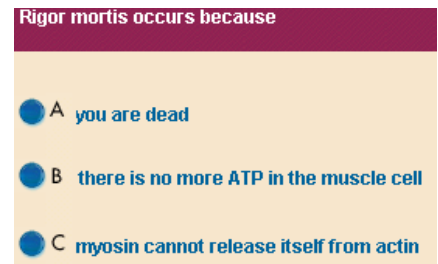 Rigor mortis occurs because
A you are dead
B there is no more ATP in the muscle cell
C myosin cannot release itself from actin